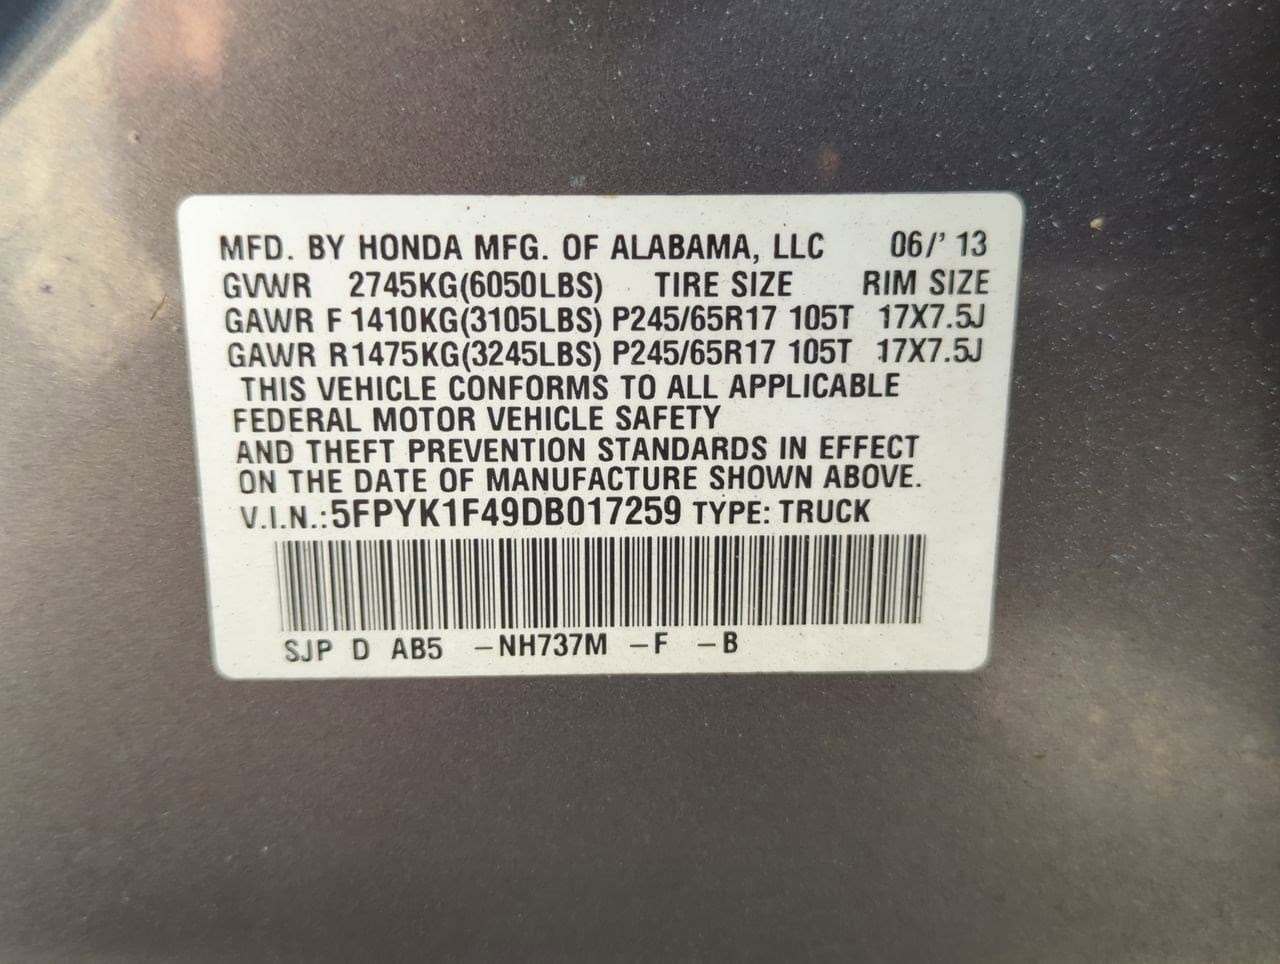 MFD. BY HONDA MFG. OF ALABAMA, LLC 06/' 13
GVWR 2745KG(6050LBS) TIRE SIZE RIM SIZE
GAWR F 1410KG(3105LBS) P245/65R17 105T 17X7.5J
GAWR R 1475KG(3245LBS) P245/65R17 105T 17X7.5J
THIS VEHICLE CONFORMS TO ALL APPLICABLE
FEDERAL MOTOR VEHICLE SAFETY
AND THEFT PREVENTION STANDARDS IN EFFECT
ON THE DATE OF MANUFACTURE SHOWN ABOVE.
V.I.N.: 5FPYK1F49DB017259 TYPE: TRUCK
SJP D AB5 –NH737M –F –B